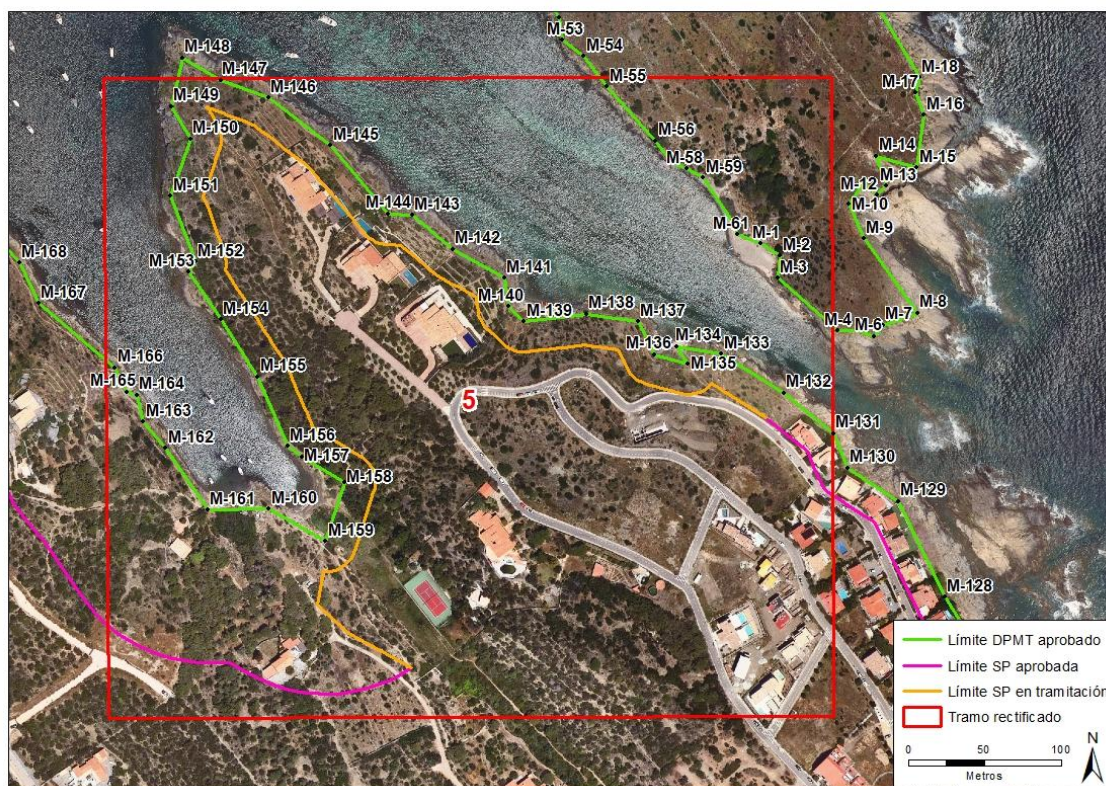 M-53
M-54
M-55
M-56
M-58
M-59
M-61
M-1
M-2
M-3
M-4
M-6
M-7
M-8
M-9
M-10
M-12
M-13
M-14
M-15
M-16
M-17
M-18
M-148
M-147
M-146
M-149
M-150
M-145
M-151
M-144
M-143
M-152
M-142
M-153
M-141
M-140
M-139
M-138
M-137
M-136
M-134
M-133
M-135
M-132
M-131
M-130
M-129
M-128
M-154
M-155
M-156
M-157
M-158
M-159
M-160
M-161
M-162
M-163
M-164
M-165
M-166
M-167
M-168
5
Límite DPMT aprobado
Límite SP aprobada
Límite SP en tramitación
Tramo rectificado
0 50 100
Metros
N